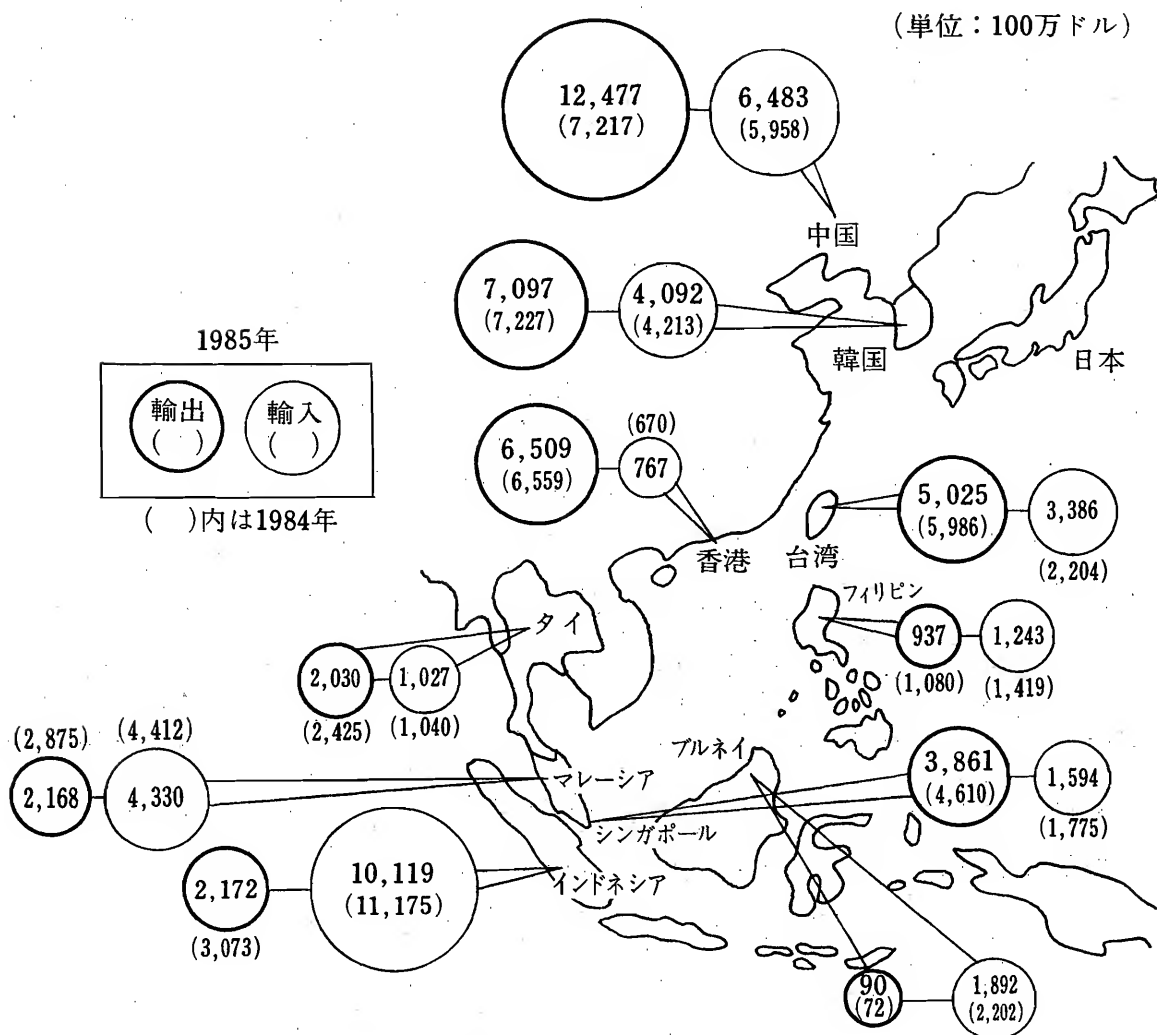 (単位:100万ドル)
12,477
(7,217)
6,483
(5,958)
中国
7,097
(7,227)
4,092
(4,213)
韓国
日本
1985年
輸出
( )
輸入
( )
( )内は1984年
6,509
(6,559)
(670)
767
香港
台湾
5,025
(5,986)
3,386
(2,204)
フィリピン
937
(1,080)
1,243
(1,419)
タイ
2,030
(2,425)
1,027
(1,040)
(2,875)
2,168
(4,412)
4,330
マレーシア
ブルネイ
3,861
(4,610)
1,594
(1,775)
シンガポール
2,172
(3,073)
10,119
(11,175)
インドネシア
90
(72)
1,892
(2,202)